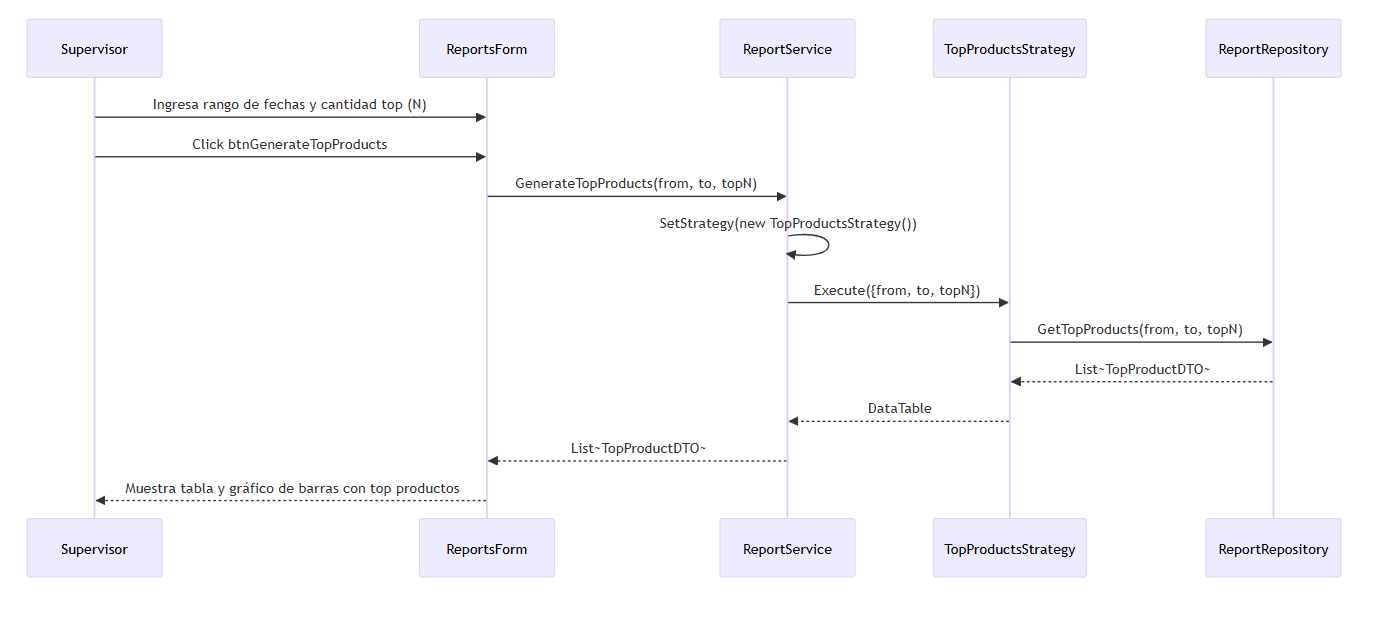 Supervisor
ReportsForm
ReportService
TopProductsStrategy
ReportRepository
Ingresa rango de fechas y cantidad top (N)
Click btnGenerateTopProducts
GenerateTopProducts(from, to, topN)
SetStrategy(new TopProductsStrategy())
Execute({from, to, topN})
GetTopProducts(from, to, topN)
List~TopProductDTO~
DataTable
List~TopProductDTO~
Muestra tabla y gráfico de barras con top productos
Supervisor
ReportsForm
ReportService
TopProductsStrategy
ReportRepository